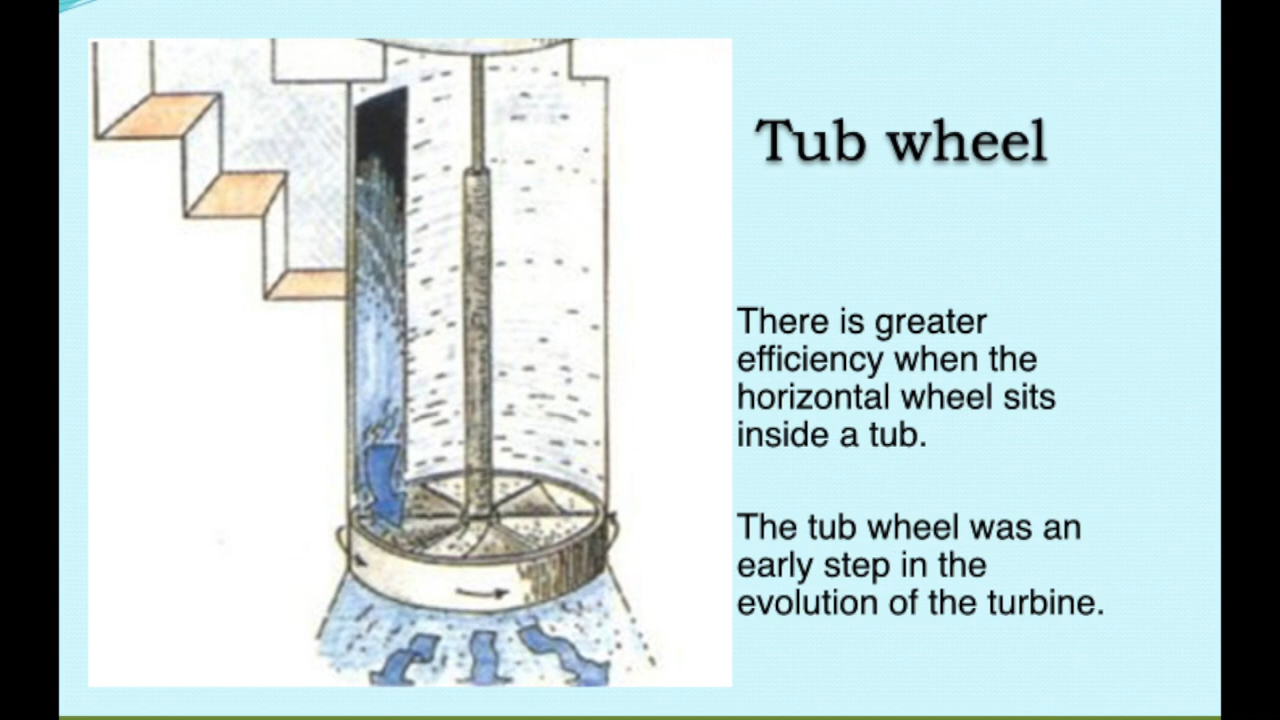 Tub wheel
There is greater
efficiency when the
horizontal wheel sits
inside a tub.
The tub wheel was an
early step in the
evolution of the turbine.